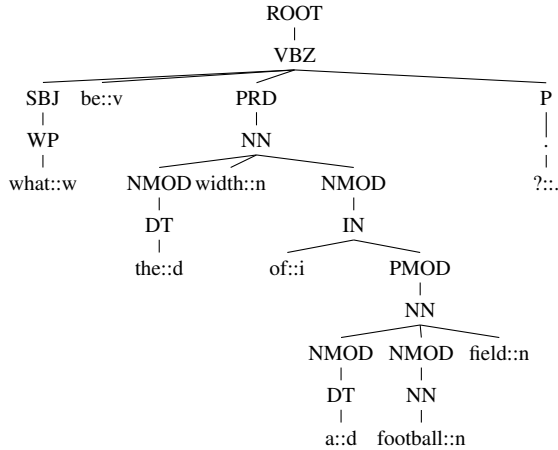 ROOT
VBZ
SBJ be::v PRD P
WP NN .
what::w NMOD width::n NMOD ?::.
DT IN
the::d of::i PMOD
NN
NMOD NMOD field::n
DT NN
a::d football::n